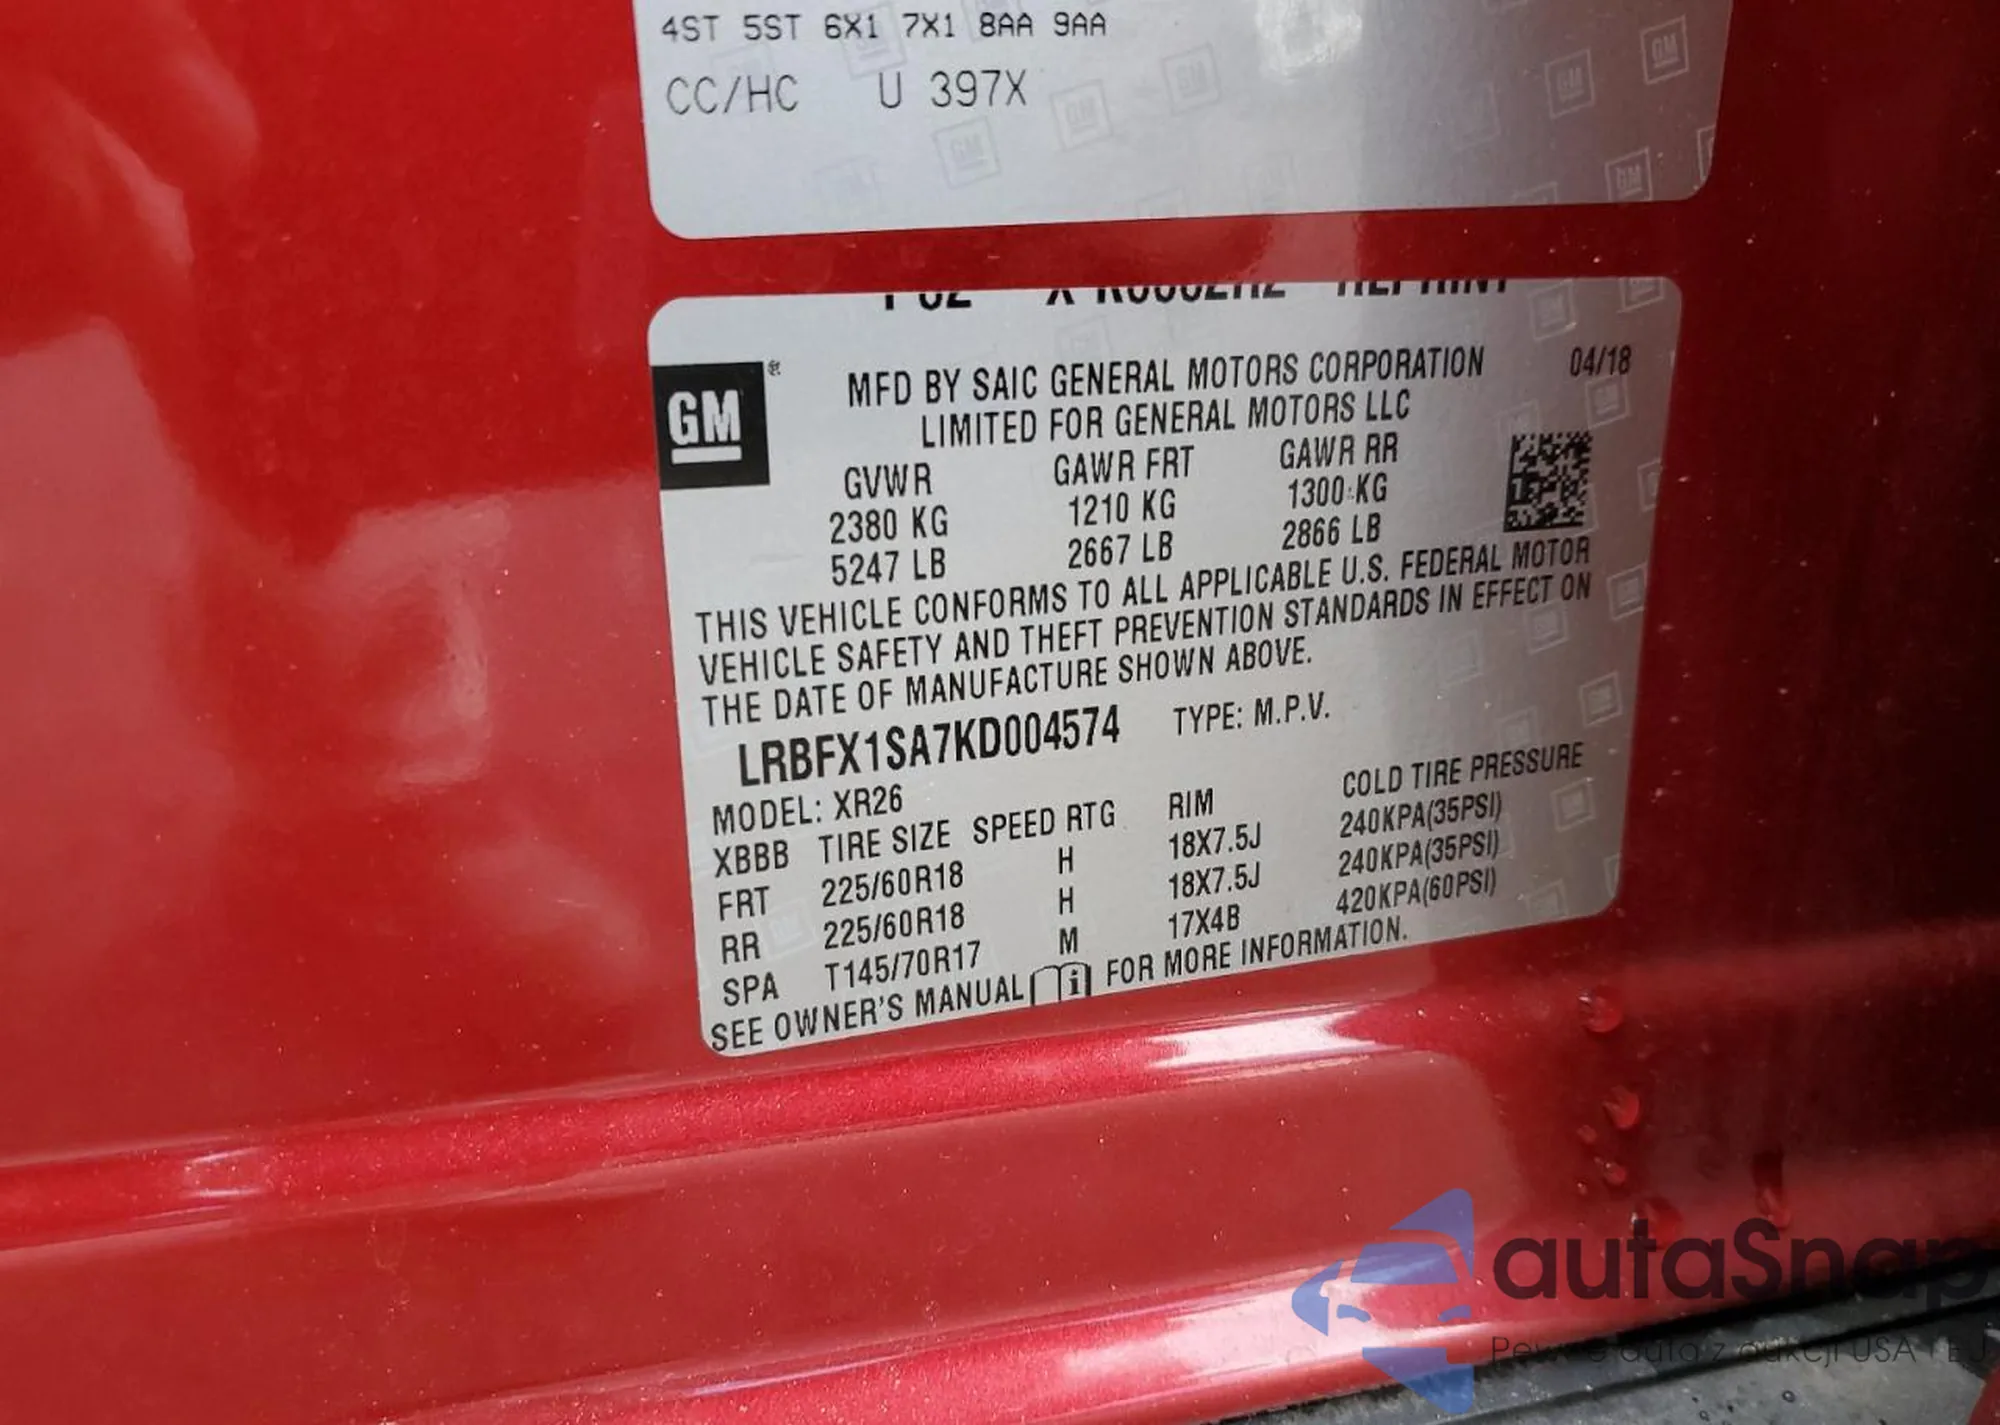 4ST 5ST 6X1 7X1 8AA 9AA
CC/HC U 397X
GM
MFD BY SAIC GENERAL MOTORS CORPORATION 04/18
LIMITED FOR GENERAL MOTORS LLC
GVWR GAWR FRT GAWR RR
2380 KG 1210 KG 1300 KG
5247 LB 2667 LB 2866 LB
THIS VEHICLE CONFORMS TO ALL APPLICABLE U.S. FEDERAL MOTOR
VEHICLE SAFETY AND THEFT PREVENTION STANDARDS IN EFFECT ON
THE DATE OF MANUFACTURE SHOWN ABOVE.
LRBFX1SA7KD004574 TYPE: M.P.V.
MODEL: XR26
XBBB TIRE SIZE SPEED RTG RIM COLD TIRE PRESSURE
FRT 225/60R18 H 18X7.5J 240KPA(35PSI)
RR 225/60R18 H 18X7.5J 240KPA(35PSI)
SPA T145/70R17 M 17X4B 420KPA(60PSI)
SEE OWNER'S MANUAL i FOR MORE INFORMATION.
autaSnap
Pewne auta z aukcji USA i EU